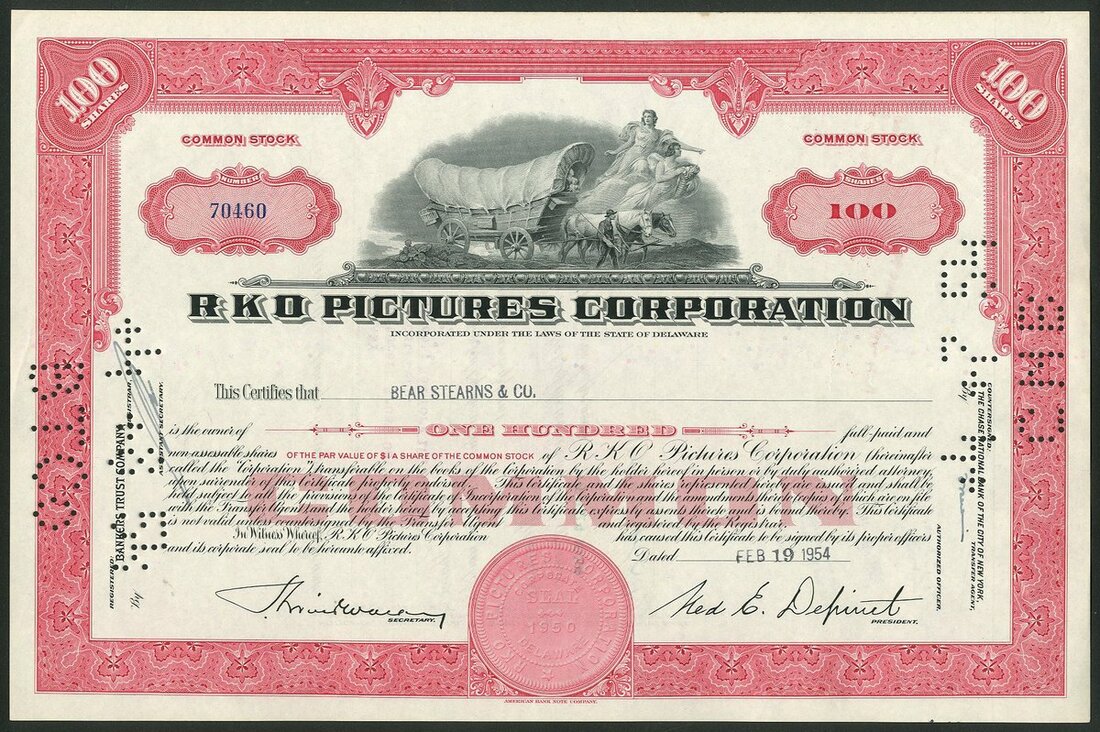 100 SHARES
100 SHARES
COMMON STOCK
COMMON STOCK
NUMBER
70460
SHARES
100
RKO PICTURES CORPORATION
INCORPORATED UNDER THE LAWS OF THE STATE OF DELAWARE
This Certifies that BEAR STEARNS & CO.
is the owner of ONE HUNDRED full-paid and
non-assessable shares OF THE PAR VALUE OF $1 A SHARE OF THE COMMON STOCK of RKO Pictures Corporation (hereinafter
called the "Corporation") transferable on the books of the Corporation by the holder hereof in person or by duly authorized attorney,
upon surrender of this certificate properly endorsed. This certificate and the shares represented hereby are issued and shall be
held subject to all the provisions of the Certificate of Incorporation of the Corporation and the amendments thereto (copies of which are on file
with the Transfer Agent) and the holder hereof by accepting this certificate expressly assents thereto and is bound thereby. This Certificate
is not valid unless countersigned by the Transfer Agent and registered by the Registrar.
In Witness Whereof, RKO Pictures Corporation has caused this Certificate to be signed by its proper officers
and its corporate seal to be hereunto affixed.
Dated FEB 19 1954
COMMON
SECRETARY.
Ned E. Depinet
PRESIDENT.
1950
REGISTERED:
BANKERS TRUST COMPANY
REGISTRAR,
By
ASSISTANT SECRETARY.
COUNTERSIGNED:
THE CHASE NATIONAL BANK OF THE CITY OF NEW YORK,
TRANSFER AGENT,
By
AUTHORIZED OFFICER.
AMERICAN BANK NOTE COMPANY.